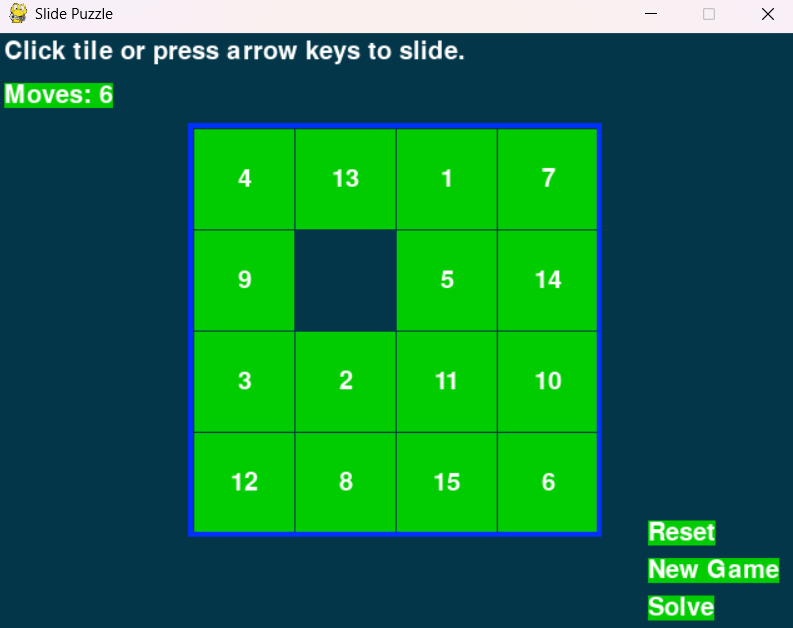 Slide Puzzle
Click tile or press arrow keys to slide.
Moves: 6
4 13 1 7
9 5 14
3 2 11 10
12 8 15 6
Reset
New Game
Solve